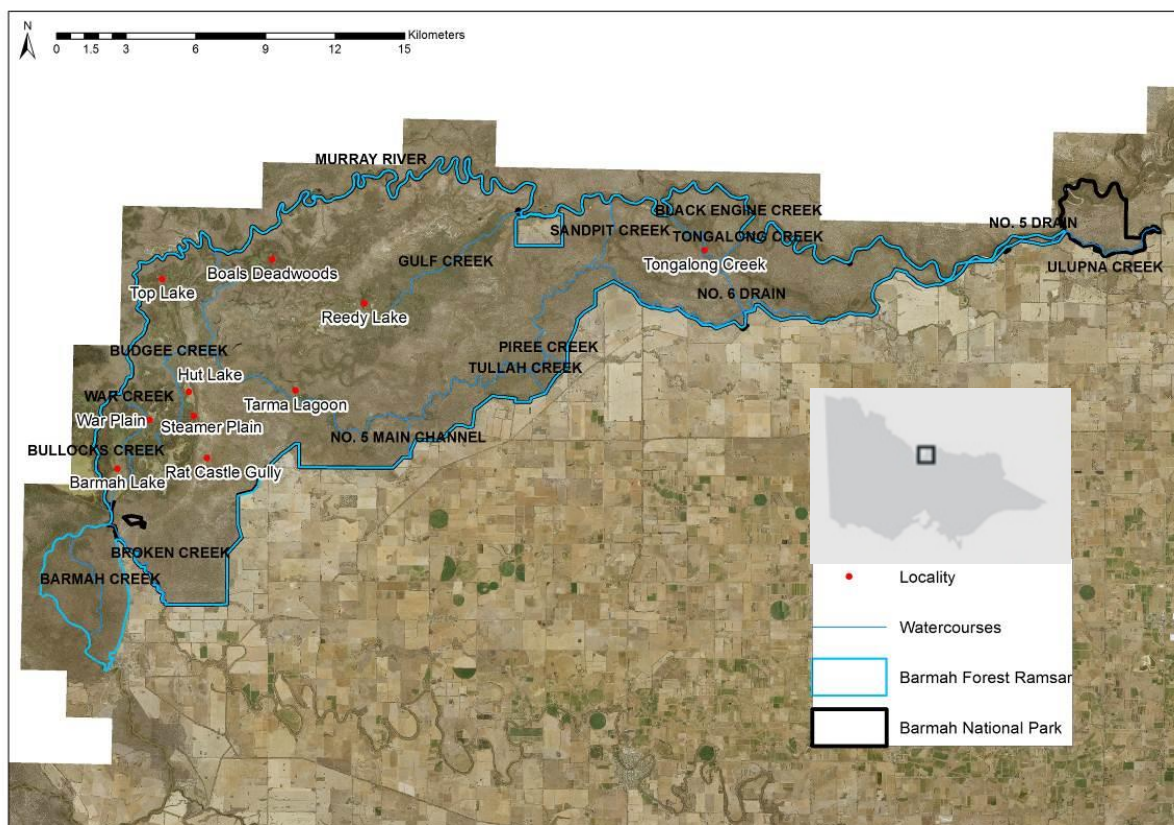 N
Kilometers
0 1.5 3 6 9 12 15
MURRAY RIVER
BLACK ENGINE CREEK
NO. 5 DRAIN
SANDPIT CREEK
TONGALONG CREEK
Tongalong Creek
ULUPNA CREEK
GULF CREEK
Boals Deadwoods
Top Lake
NO. 6 DRAIN
Reedy Lake
BUDGEE CREEK
PIREE CREEK
TULLAH CREEK
Hut Lake
WAR CREEK
Tarma Lagoon
War Plain
Steamer Plain
NO. 5 MAIN CHANNEL
BULLOCKS CREEK
Rat Castle Gully
Barmah Lake
BROKEN CREEK
BARMAH CREEK
Locality
Watercourses
Barmah Forest Ramsar
Barmah National Park